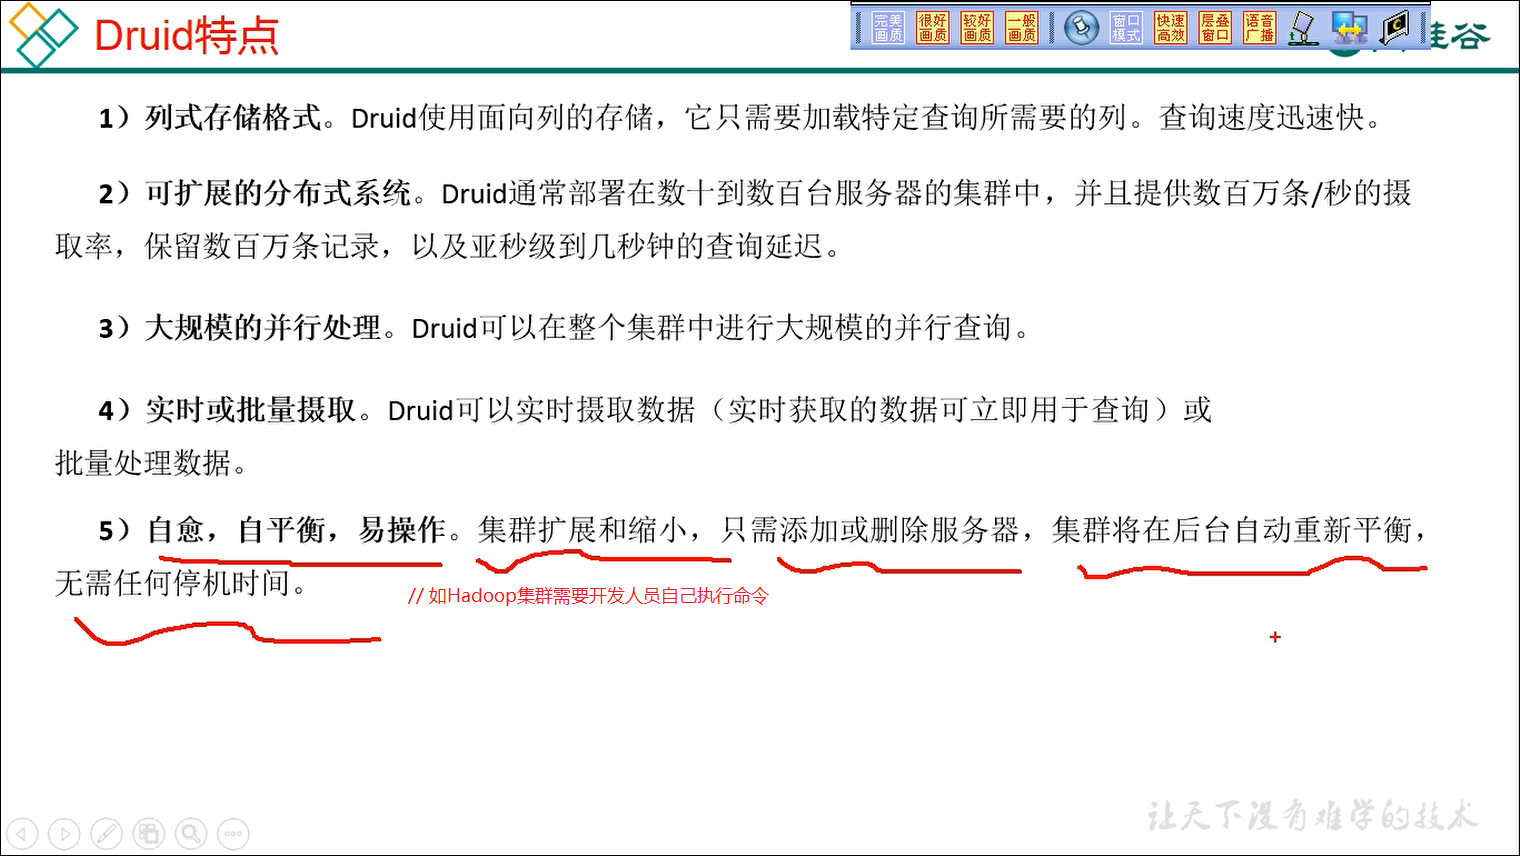 Druid特点
完美画质 很好画质 较好画质 一般画质 窗口模式 快速高效 层叠窗口 语音广播
硅谷
1）列式存储格式。Druid使用面向列的存储，它只需要加载特定查询所需要的列。查询速度迅速快。
2）可扩展的分布式系统。Druid通常部署在数十到数百台服务器的集群中，并且提供数百万条/秒的摄
取率，保留数百万条记录，以及亚秒级到几秒钟的查询延迟。
3）大规模的并行处理。Druid可以在整个集群中进行大规模的并行查询。
4）实时或批量摄取。Druid可以实时摄取数据（实时获取的数据可立即用于查询）或
批量处理数据。
5）自愈，自平衡，易操作。集群扩展和缩小，只需添加或删除服务器，集群将在后台自动重新平衡，
无需任何停机时间。
// 如Hadoop集群需要开发人员自己执行命令
让天下没有难学的技术